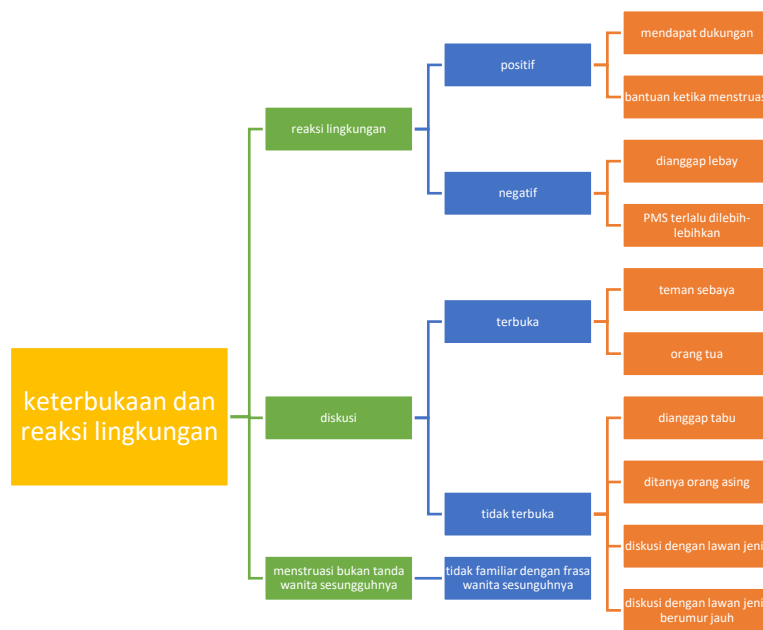 mendapat dukungan
positif
bantuan ketika menstruas
reaksi lingkungan
dianggap lebay
negatif
PMS terlalu dilebih-
lebihkan
teman sebaya
terbuka
orang tua
keterbukaan dan
reaksi lingkungan
diskusi
dianggap tabu
ditanya orang asing
tidak terbuka
diskusi dengan lawan jeni
menstruasi bukan tanda
wanita sesungguhnya
tidak familiar dengan frasa
wanita sesunguhnya
diskusi dengan lawan jeni
berumur jauh